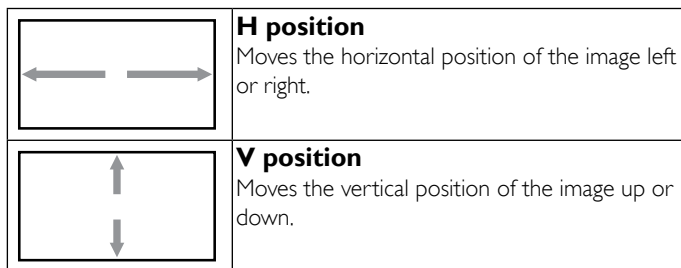 H position
Moves the horizontal position of the image left
or right.
V position
Moves the vertical position of the image up or
down.